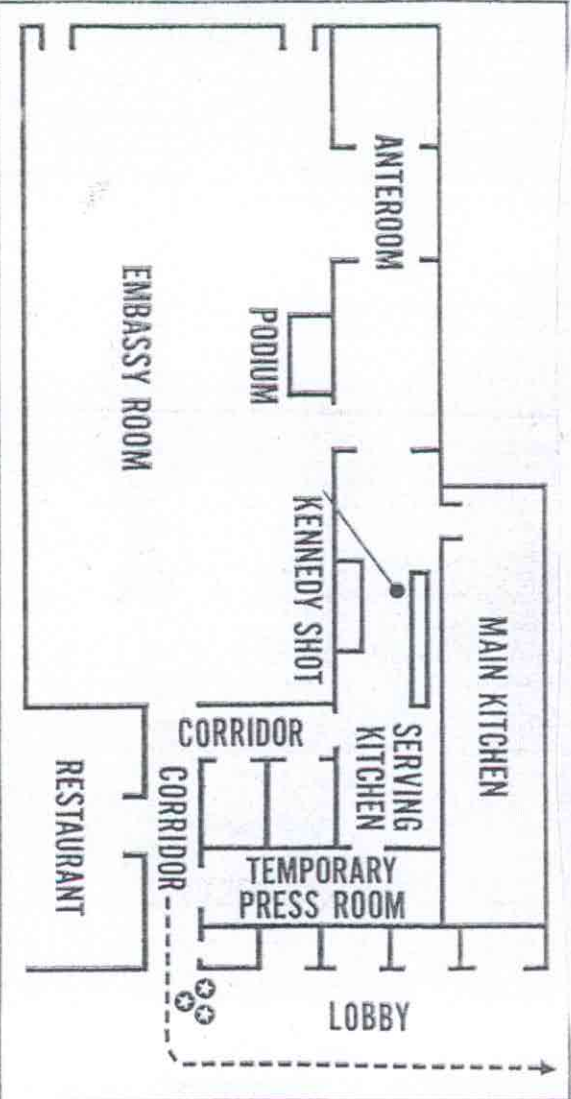 ANTEROOM
EMBASSY ROOM
PODIUM
KENNEDY SHOT
MAIN KITCHEN
SERVING
KITCHEN
CORRIDOR
CORRIDOR
RESTAURANT
TEMPORARY
PRESS ROOM
LOBBY